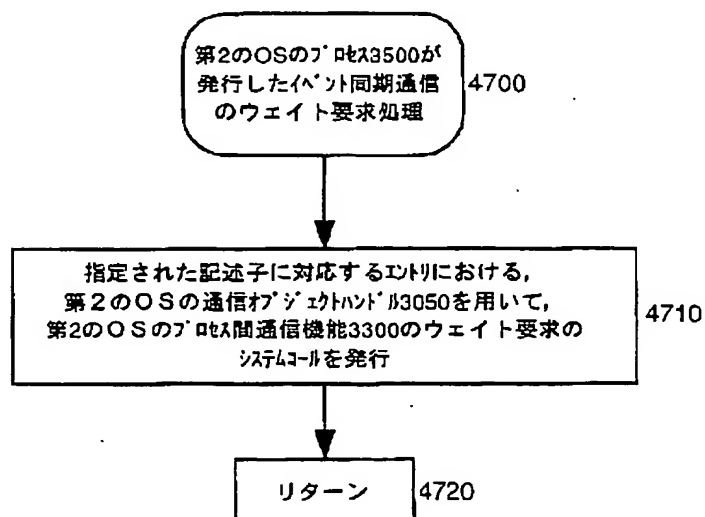 第2のOSのプロセス3500が
発行したイベント同期通信
のウェイト要求処理
4700
指定された記述子に対応するエントリにおける,
第2のOSの通信オブジェクトハンドル3050を用いて,
第2のOSのプロセス間通信機能3300のウェイト要求の
システムコールを発行
4710
リターン
4720